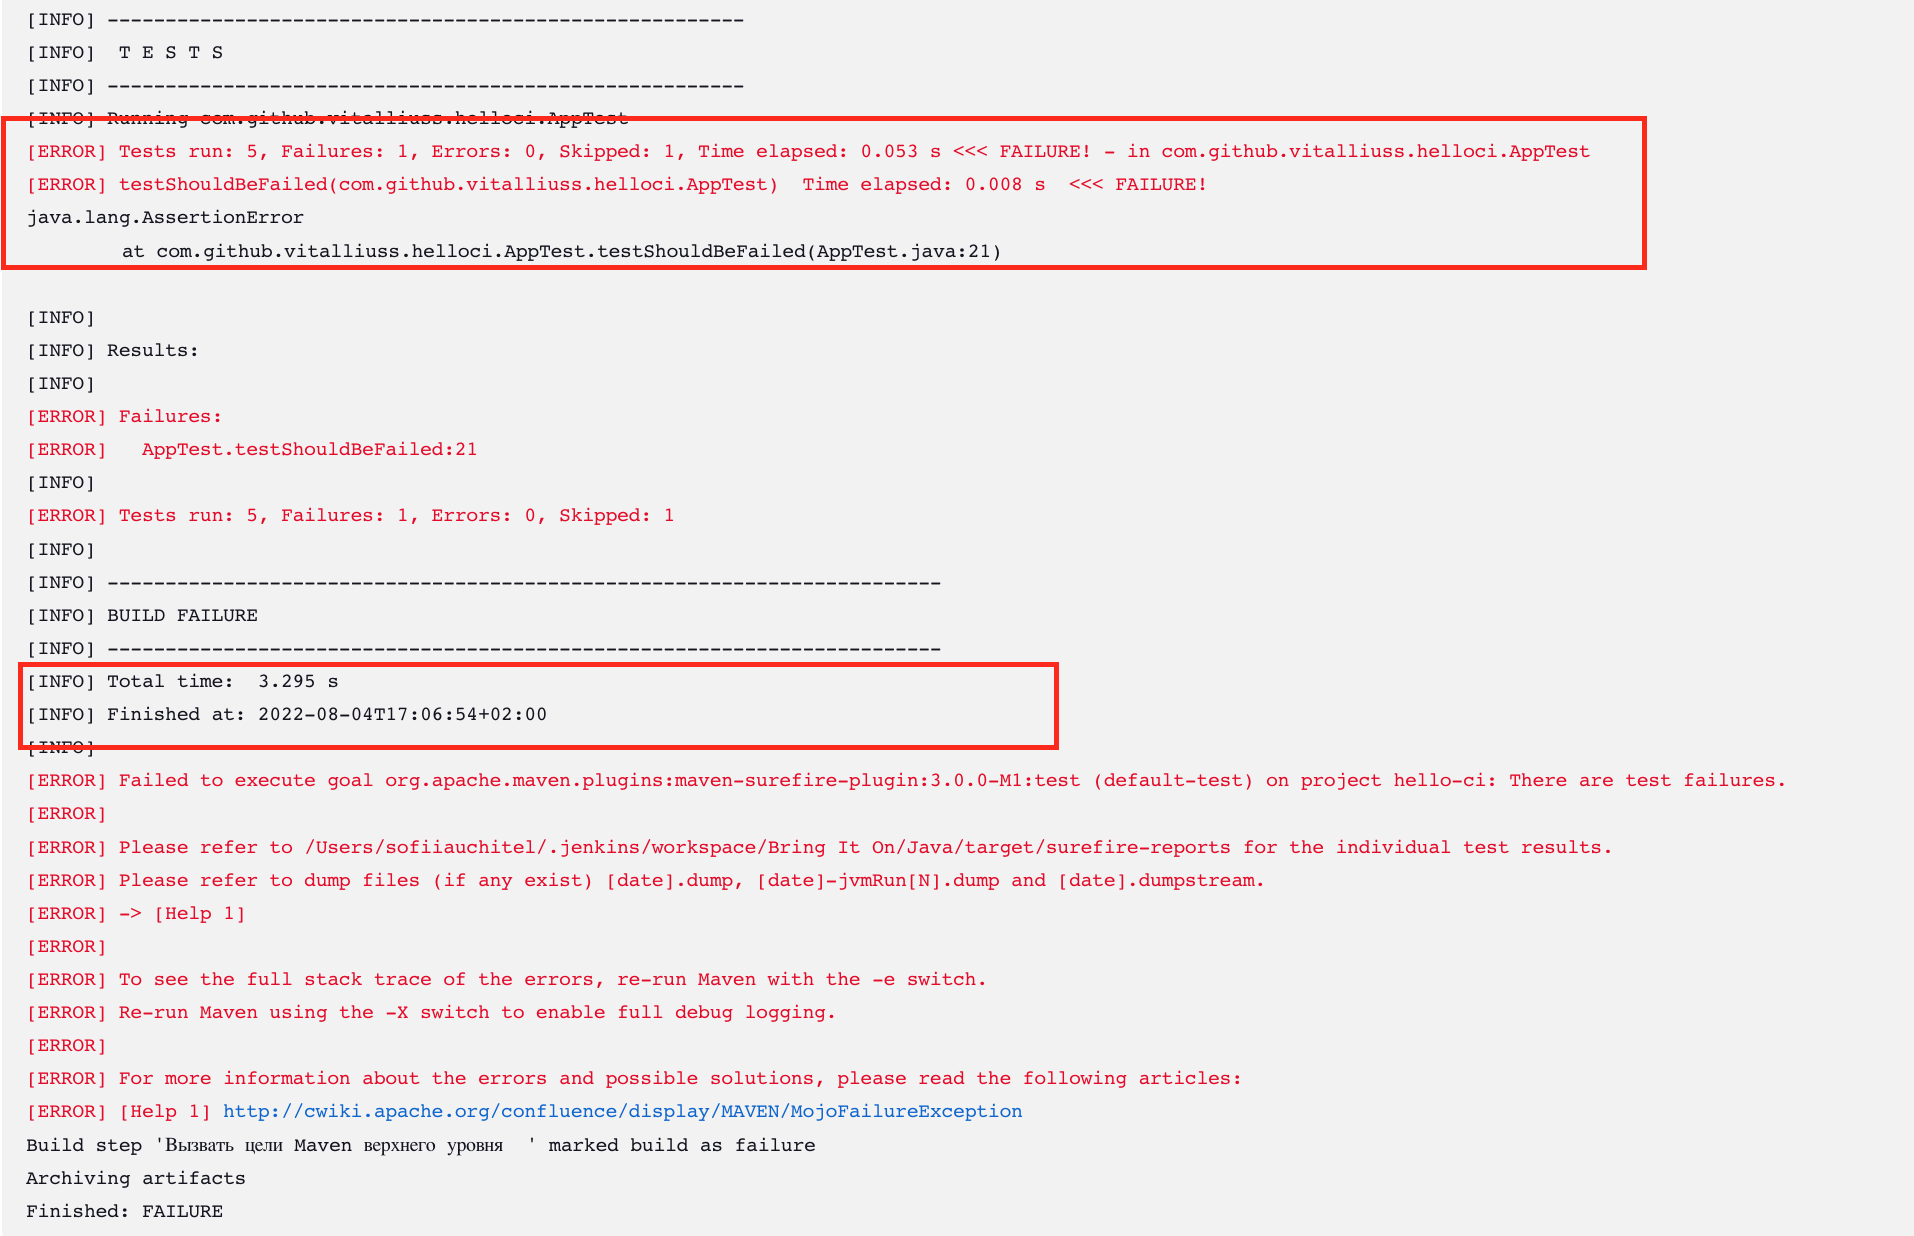 [INFO] -------------------------------------------------------
[INFO]  T E S T S
[INFO] -------------------------------------------------------
[INFO] Running com.github.vitalliuss.helloci.AppTest
[ERROR] Tests run: 5, Failures: 1, Errors: 0, Skipped: 1, Time elapsed: 0.053 s <<< FAILURE! - in com.github.vitalliuss.helloci.AppTest
[ERROR] testShouldBeFailed(com.github.vitalliuss.helloci.AppTest)  Time elapsed: 0.008 s  <<< FAILURE!
java.lang.AssertionError
	at com.github.vitalliuss.helloci.AppTest.testShouldBeFailed(AppTest.java:21)
[INFO]
[INFO] Results:
[INFO]
[ERROR] Failures:
[ERROR]   AppTest.testShouldBeFailed:21
[INFO]
[ERROR] Tests run: 5, Failures: 1, Errors: 0, Skipped: 1
[INFO]
[INFO] ------------------------------------------------------------------------
[INFO] BUILD FAILURE
[INFO] ------------------------------------------------------------------------
[INFO] Total time:  3.295 s
[INFO] Finished at: 2022-08-04T17:06:54+02:00
[INFO]
[ERROR] Failed to execute goal org.apache.maven.plugins:maven-surefire-plugin:3.0.0-M1:test (default-test) on project hello-ci: There are test failures.
[ERROR]
[ERROR] Please refer to /Users/sofiiauchitel/.jenkins/workspace/Bring It On/Java/target/surefire-reports for the individual test results.
[ERROR] Please refer to dump files (if any exist) [date].dump, [date]-jvmRun[N].dump and [date].dumpstream.
[ERROR] -> [Help 1]
[ERROR]
[ERROR] To see the full stack trace of the errors, re-run Maven with the -e switch.
[ERROR] Re-run Maven using the -X switch to enable full debug logging.
[ERROR]
[ERROR] For more information about the errors and possible solutions, please read the following articles:
[ERROR] [Help 1] http://cwiki.apache.org/confluence/display/MAVEN/MojoFailureException
Build step 'Вызвать цели Maven верхнего уровня  ' marked build as failure
Archiving artifacts
Finished: FAILURE